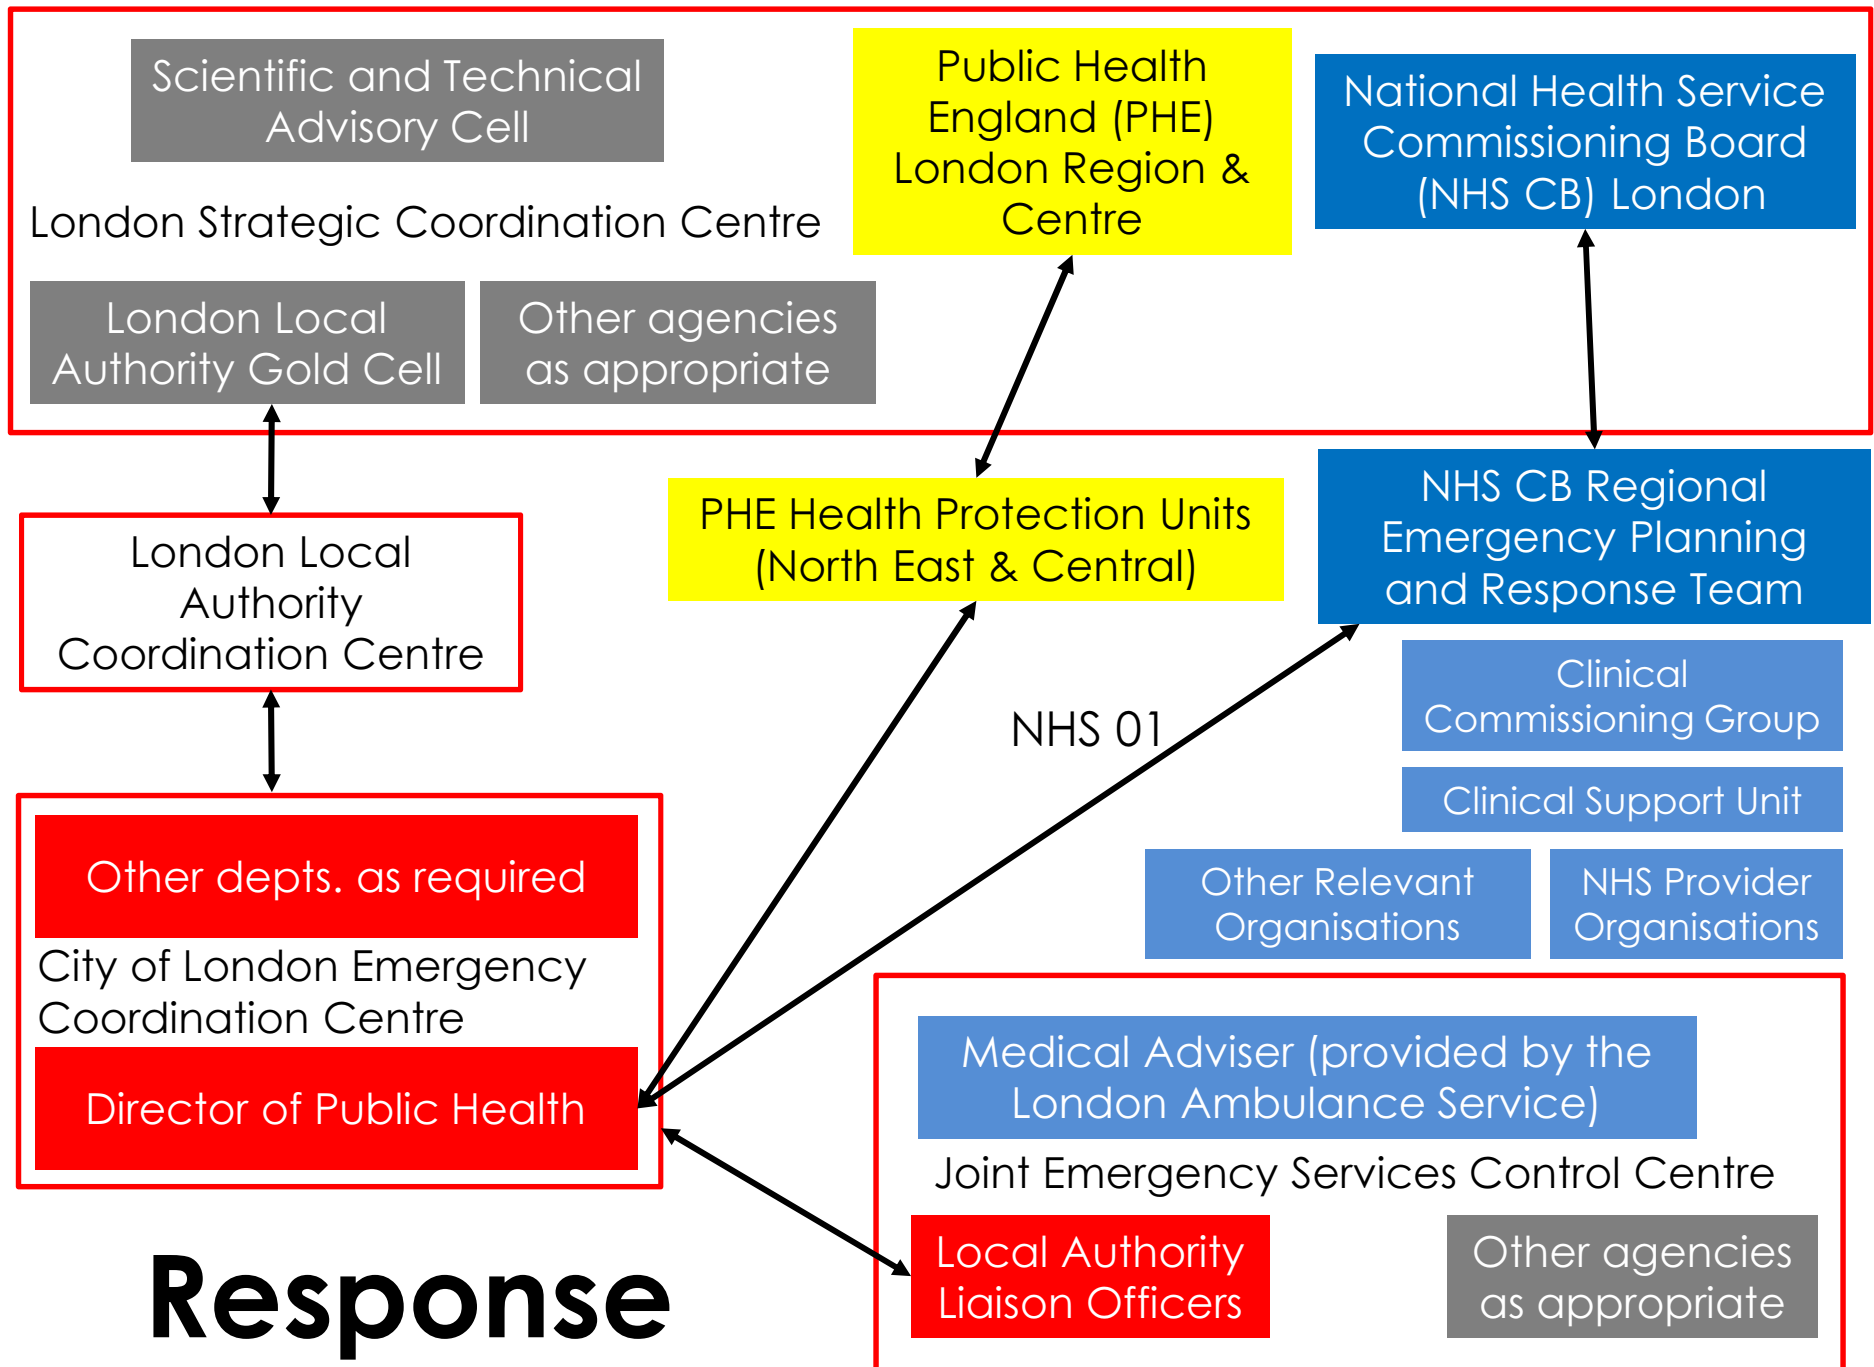 Scientific and Technical
Advisory Cell
London Strategic Coordination Centre
London Local
Authority Gold Cell
Other agencies
as appropriate
Public Health
England (PHE)
London Region &
Centre
National Health Service
Commissioning Board
(NHS CB) London
London Local
Authority
Coordination Centre
PHE Health Protection Units
(North East & Central)
NHS CB Regional
Emergency Planning
and Response Team
Clinical
Commissioning Group
Clinical Support Unit
Other Relevant
Organisations
NHS Provider
Organisations
NHS 01
Other depts. as required
City of London Emergency
Coordination Centre
Director of Public Health
Medical Adviser (provided by the
London Ambulance Service)
Joint Emergency Services Control Centre
Local Authority
Liaison Officers
Other agencies
as appropriate
Response